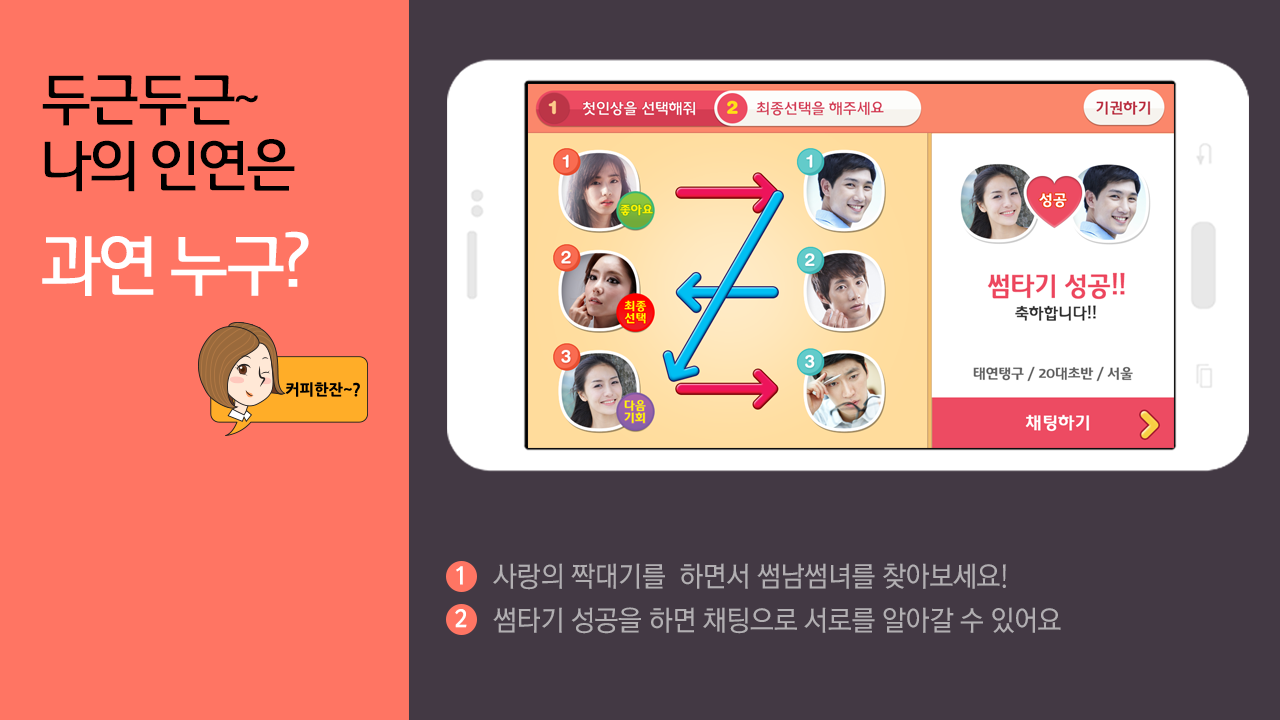 두근두근~
나의 인연은
과연 누구?
커피한잔~?
1 첫인상을 선택해줘
2 최종선택을 해주세요
기권하기
1
좋아요
1
2
최종
선택
2
3
다음
기회
3
성공
썸타기 성공!!
축하합니다!!
태연탱구 / 20대초반 / 서울
채팅하기
1 사랑의 짝대기를 하면서 썸남썸녀를 찾아보세요!
2 썸타기 성공을 하면 채팅으로 서로를 알아갈 수 있어요